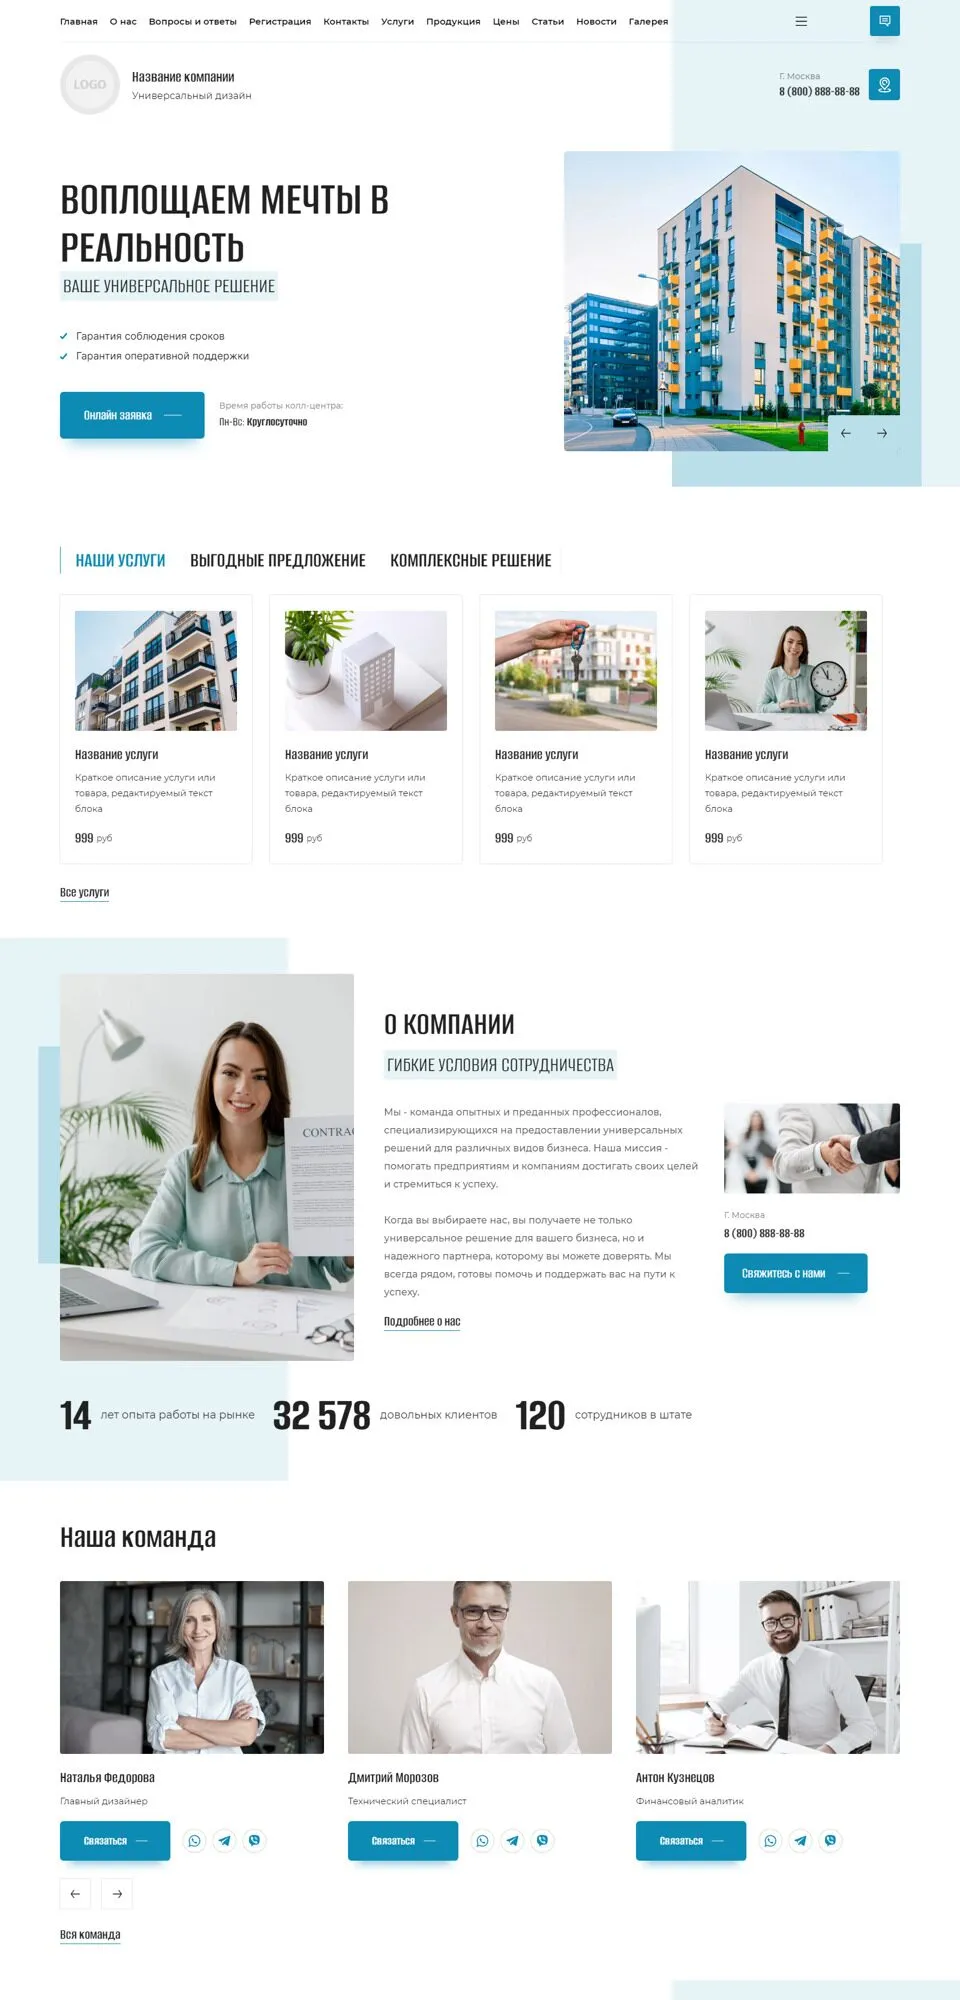 Главная О нас Вопросы и ответы Регистрация Контакты Услуги Продукция Цены Статьи Новости Галерея
LOGO
Название компании
Универсальный дизайн
Г. Москва
8 (800) 888-88-88
ВОПЛОЩАЕМ МЕЧТЫ В
РЕАЛЬНОСТЬ
ВАШЕ УНИВЕРСАЛЬНОЕ РЕШЕНИЕ
Гарантия соблюдения сроков
Гарантия оперативной поддержки
Онлайн заявка
Время работы колл-центра:
Пн-Вс: Круглосуточно
НАШИ УСЛУГИ ВЫГОДНЫЕ ПРЕДЛОЖЕНИЕ КОМПЛЕКСНЫЕ РЕШЕНИЕ
Название услуги
Краткое описание услуги или
товара, редактируемый текст
блока
999 руб
Название услуги
Краткое описание услуги или
товара, редактируемый текст
блока
999 руб
Название услуги
Краткое описание услуги или
товара, редактируемый текст
блока
999 руб
Название услуги
Краткое описание услуги или
товара, редактируемый текст
блока
999 руб
Все услуги
CONTRAC
О КОМПАНИИ
ГИБКИЕ УСЛОВИЯ СОТРУДНИЧЕСТВА
Мы - команда опытных и преданных профессионалов,
специализирующихся на предоставлении универсальных
решений для различных видов бизнеса. Наша миссия -
помогать предприятиям и компаниям достигать своих целей
и стремиться к успеху.
Когда вы выбираете нас, вы получаете не только
универсальное решение для вашего бизнеса, но и
надежного партнера, которому вы можете доверять. Мы
всегда рядом, готовы помочь и поддержать вас на пути к
успеху.
Подробнее о нас
Г. Москва
8 (800) 888-88-88
Свяжитесь с нами
14 лет опыта работы на рынке
32 578 довольных клиентов
120 сотрудников в штате
Наша команда
Наталья Федорова
Главный дизайнер
Связаться
Дмитрий Морозов
Технический специалист
Связаться
Антон Кузнецов
Финансовый аналитик
Связаться
Вся команда